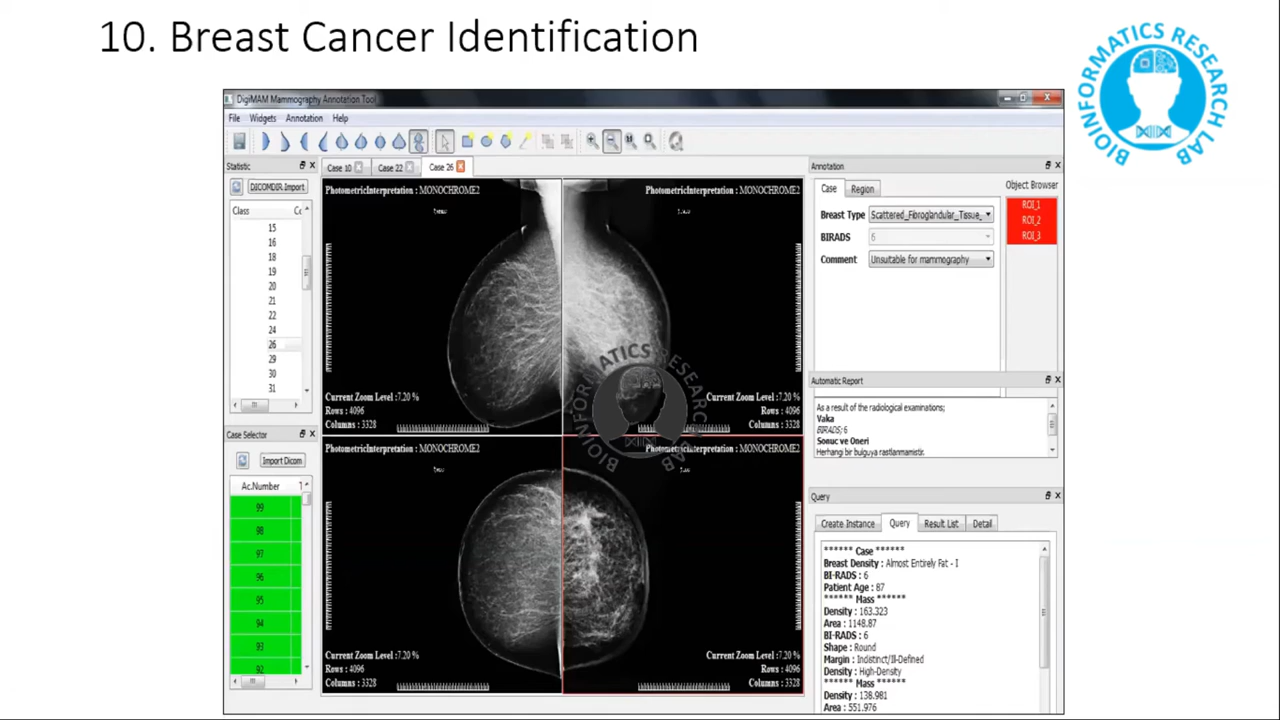 10. Breast Cancer Identification
BIOINFORMATICS RESEARCH LAB
DigiMAM Mammography Annotation Tool
File Widgets Annotation Help
Statistic
DICOMDIR Import
Class
15
16
18
19
20
21
22
24
26
29
30
31
Case Selector
Import Dicom
Ac.Number
99
98
97
96
95
94
93
92
Case 10 Case 22 Case 26
PhotometricInterpretation : MONOCHROME2
Current Zoom Level :7.20 %
Rows : 4096
Columns : 3328
PhotometricInterpretation : MONOCHROME2
Current Zoom Level :7.20 %
Rows : 4096
Columns : 3328
PhotometricInterpretation : MONOCHROME2
Current Zoom Level :7.20 %
Rows : 4096
Columns : 3328
PhotometricInterpretation : MONOCHROME2
Current Zoom Level :7.20 %
Rows : 4096
Columns : 3328
Annotation
Case Region
Breast Type Scattered_Fibroglandular_Tissue_
BIRADS 6
Comment Unsuitable for mammography
Object Browser
ROI_1
ROI_2
ROI_3
Automatic Report
As a result of the radiological examinations;
Vaka
BIRADS; 6
Sonuc ve Oneri
Herhangi bir bulguya rastlanmamistir.
Query
Create Instance Query Result List Detail
****** Case ******
Breast Density : Almost Entirely Fat - I
BI-RADS : 6
Patient Age : 87
****** Mass ******
Density : 163.323
Area : 1148.87
BI-RADS : 6
Shape : Round
Margin : Indistinct/Ill-Defined
Density : High-Density
****** Mass ******
Density : 138.981
Area : 551.976